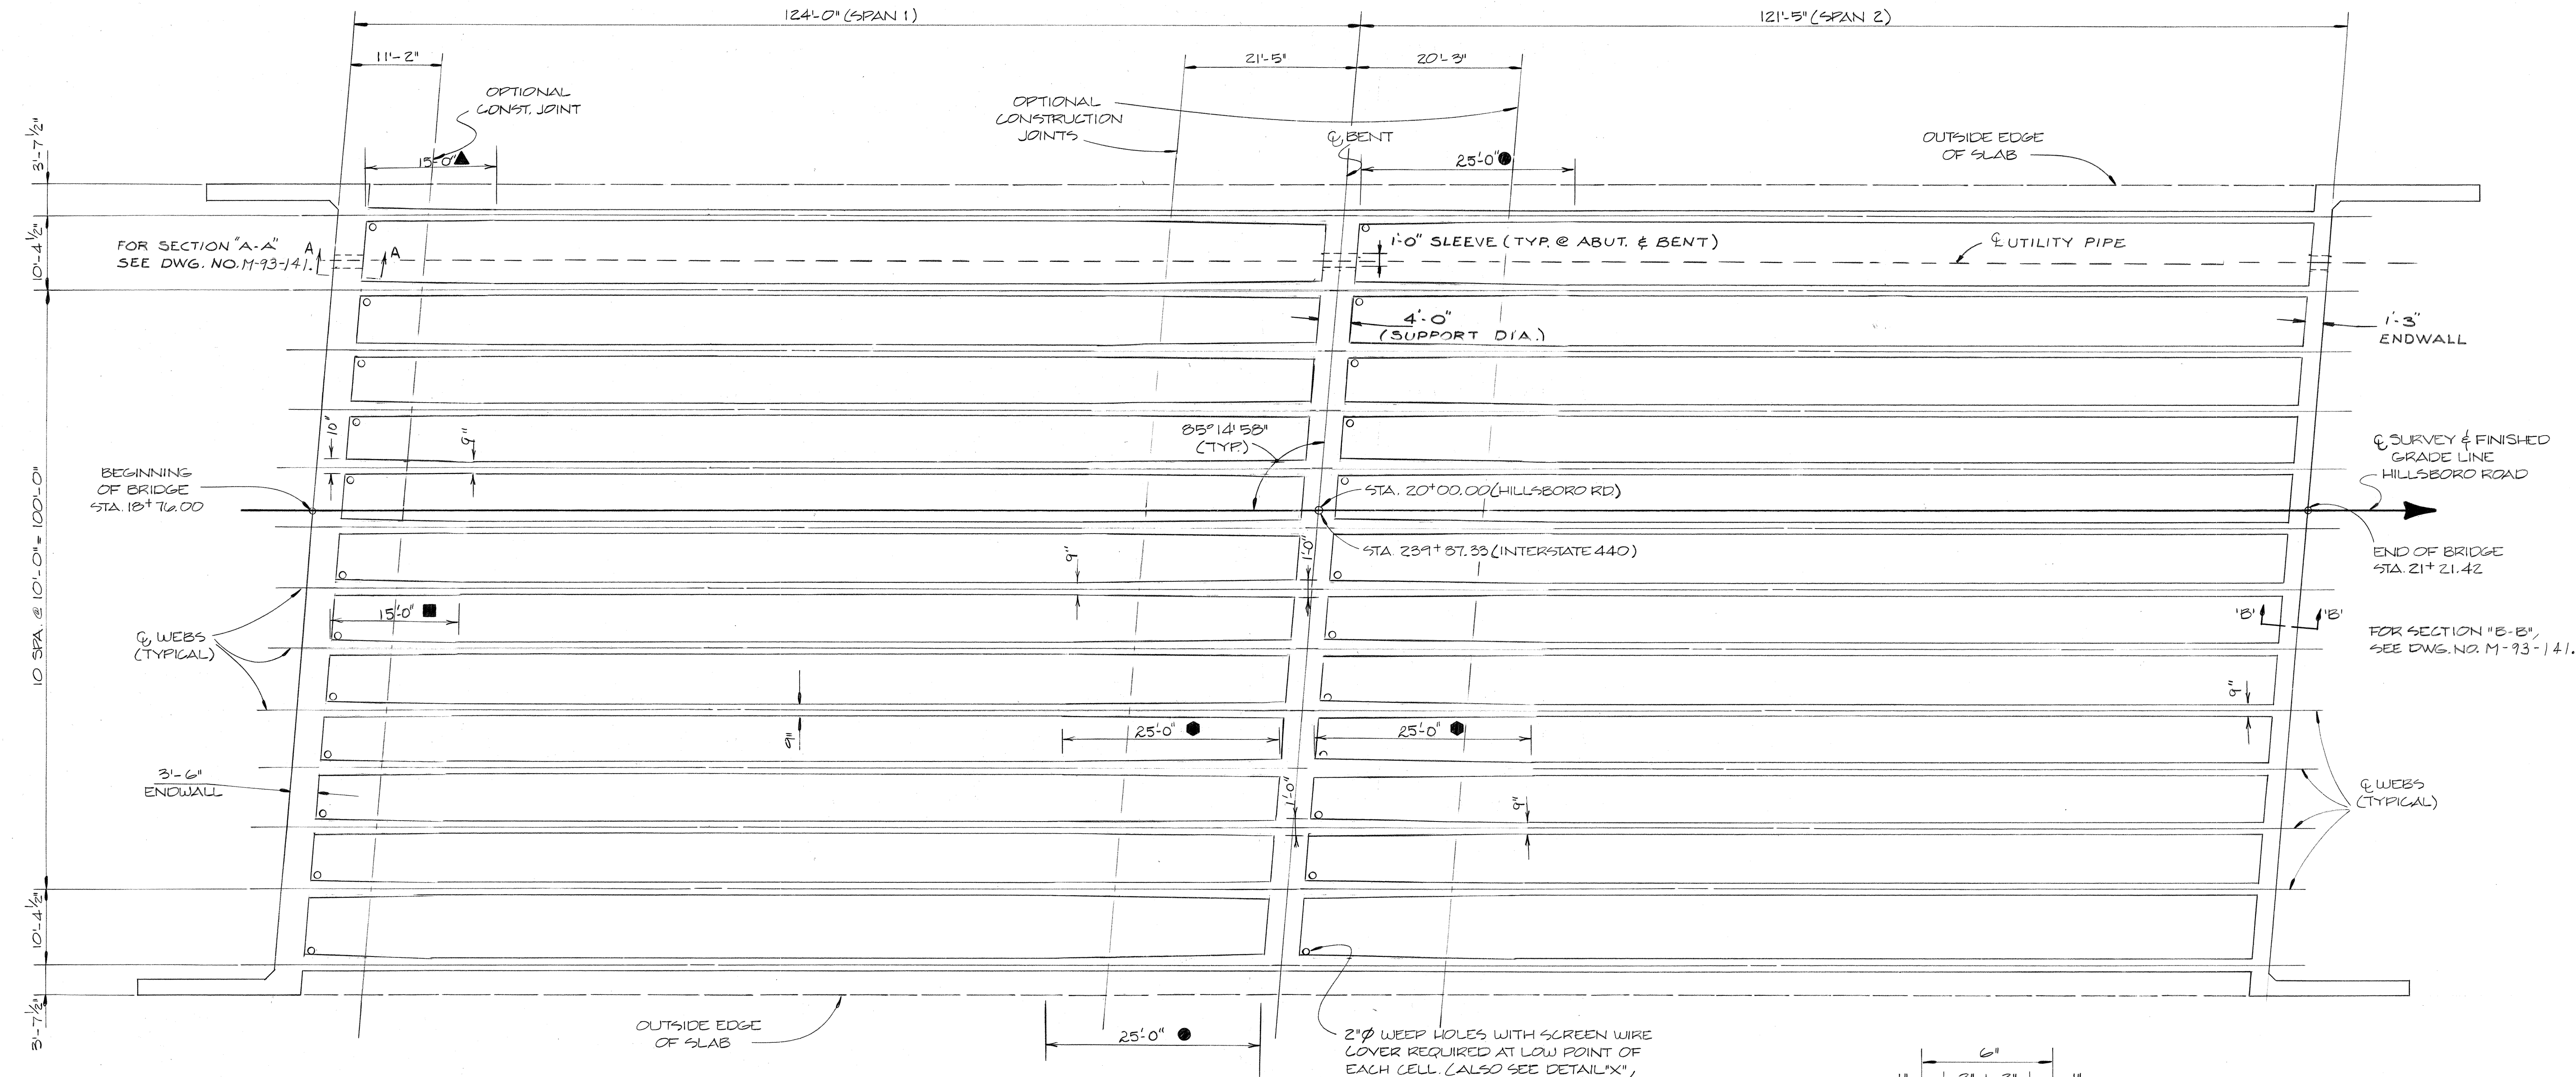 124'-0" (SPAN 1)
121'-5" (SPAN 2)
11'-2"
21'-5"
20'-3"
OPTIONAL
CONST. JOINT
OPTIONAL
CONSTRUCTION
JOINTS
℄ BENT
OUTSIDE EDGE
OF SLAB
3'-7 1/2"
15'-0"▲
25'-0"●
10'-4 1/2"
FOR SECTION "A-A"
SEE DWG. NO. M-93-141.
A
A
1'-0" SLEEVE (TYP. @ ABUT. & BENT)
℄ UTILITY PIPE
4'-0"
(SUPPORT DIA.)
1'-3"
ENDWALL
10"
9"
85°14'58"
(TYP.)
℄ SURVEY & FINISHED
GRADE LINE
HILLSBORO ROAD
BEGINNING
OF BRIDGE
STA. 18+76.00
STA. 20+00.00 (HILLSBORO RD.)
STA. 239+87.33 (INTERSTATE 440)
END OF BRIDGE
STA. 21+21.42
10 SPA. @ 10'-0" = 100'-0"
9"
1'-0"
15'-0" ■
'B'
'B'
FOR SECTION "B-B",
SEE DWG. NO. M-93-141.
℄ WEBS
(TYPICAL)
9"
9"
25'-0" ⬢
25'-0" ⬢
3'-6"
ENDWALL
1'-0"
9"
℄ WEBS
(TYPICAL)
10'-4 1/2"
3'-7 1/2"
OUTSIDE EDGE
OF SLAB
25'-0" ●
2"Ø WEEP HOLES WITH SCREEN WIRE
COVER REQUIRED AT LOW POINT OF
EACH CELL. (ALSO SEE DETAIL "X",
6"